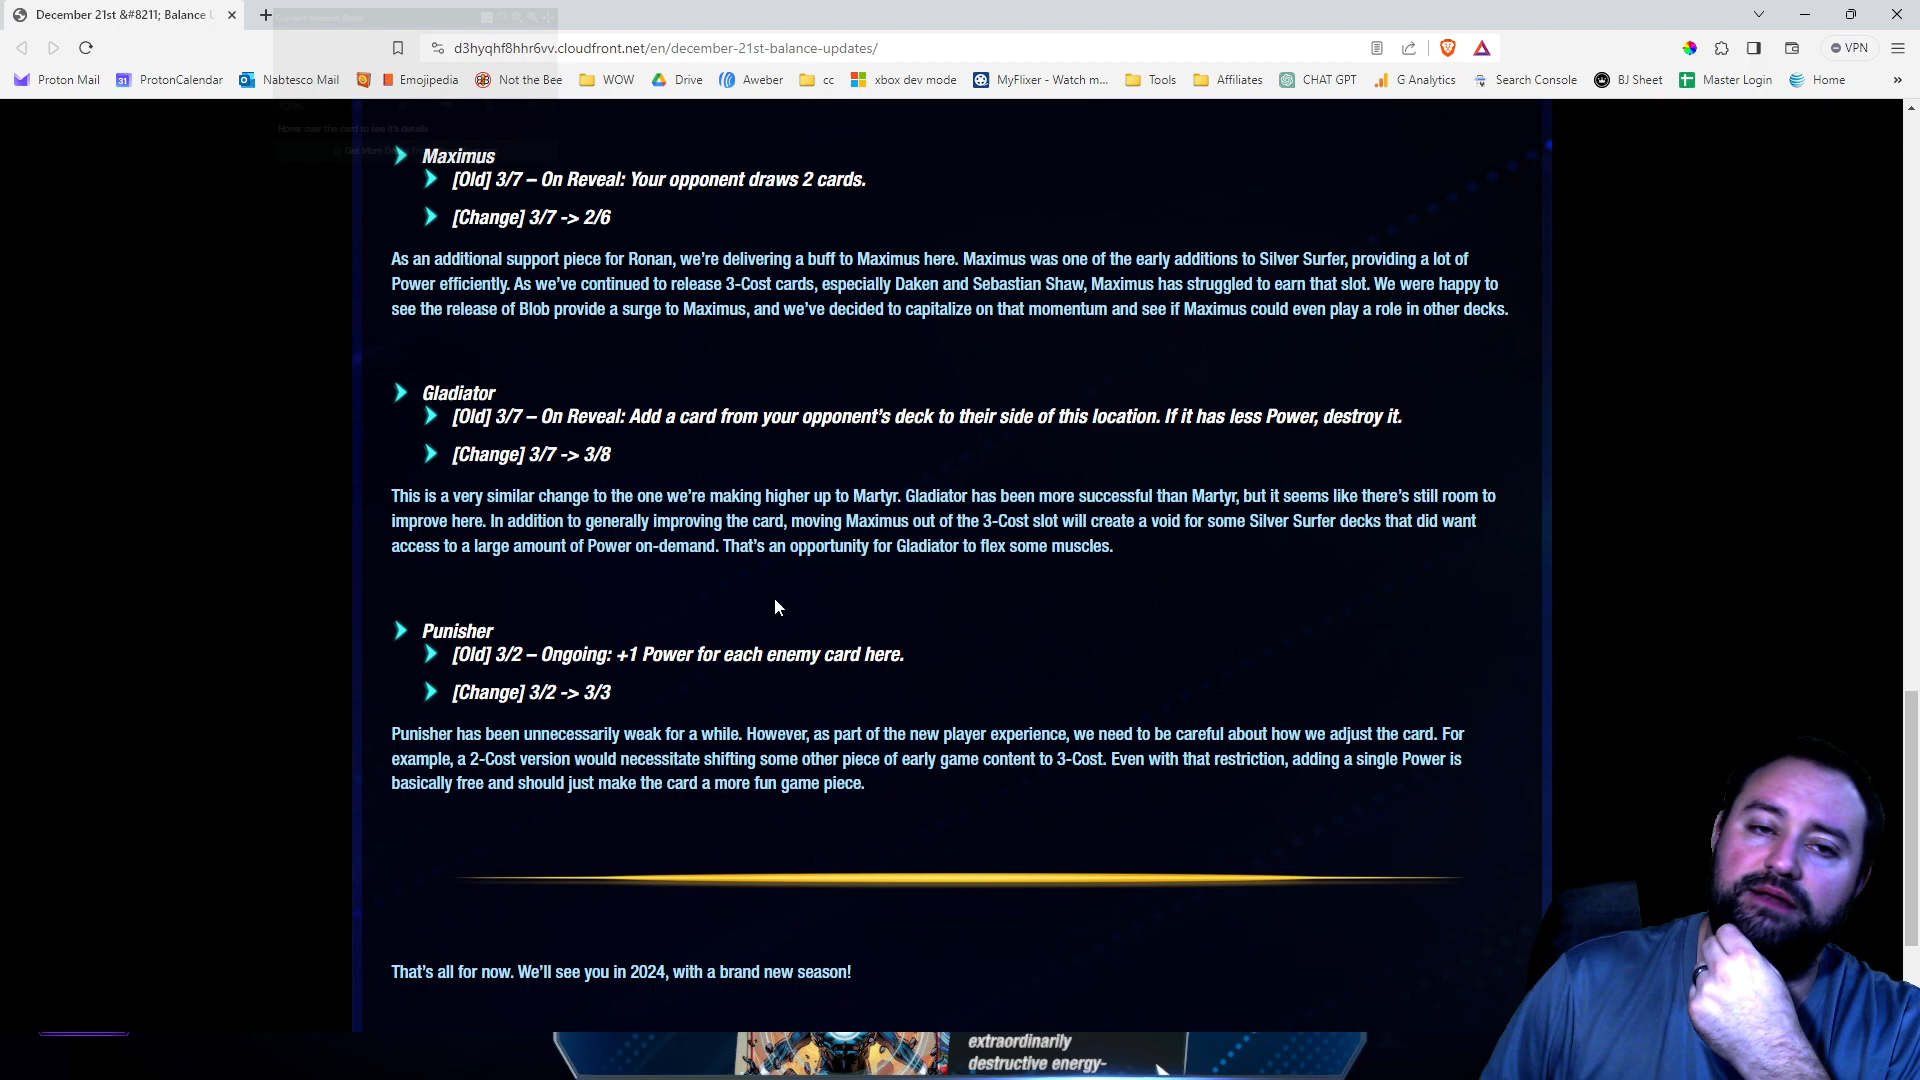 December 21st &#8211; Balance U
d3hyqhf8hhr6vv.cloudfront.net/en/december-21st-balance-updates/
VPN
Proton Mail
ProtonCalendar
Nabtesco Mail
Emojipedia
Not the Bee
WOW
Drive
Aweber
cc
xbox dev mode
MyFlixer - Watch m...
Tools
Affiliates
CHAT GPT
G Analytics
Search Console
BJ Sheet
Master Login
Home
Hover over the card to see it's details
Maximus
[Old] 3/7 – On Reveal: Your opponent draws 2 cards.
[Change] 3/7 -> 2/6
As an additional support piece for Ronan, we're delivering a buff to Maximus here. Maximus was one of the early additions to Silver Surfer, providing a lot of
Power efficiently. As we've continued to release 3-Cost cards, especially Daken and Sebastian Shaw, Maximus has struggled to earn that slot. We were happy to
see the release of Blob provide a surge to Maximus, and we've decided to capitalize on that momentum and see if Maximus could even play a role in other decks.
Gladiator
[Old] 3/7 – On Reveal: Add a card from your opponent's deck to their side of this location. If it has less Power, destroy it.
[Change] 3/7 -> 3/8
This is a very similar change to the one we're making higher up to Martyr. Gladiator has been more successful than Martyr, but it seems like there's still room to
improve here. In addition to generally improving the card, moving Maximus out of the 3-Cost slot will create a void for some Silver Surfer decks that did want
access to a large amount of Power on-demand. That's an opportunity for Gladiator to flex some muscles.
Punisher
[Old] 3/2 – Ongoing: +1 Power for each enemy card here.
[Change] 3/2 -> 3/3
Punisher has been unnecessarily weak for a while. However, as part of the new player experience, we need to be careful about how we adjust the card. For
example, a 2-Cost version would necessitate shifting some other piece of early game content to 3-Cost. Even with that restriction, adding a single Power is
basically free and should just make the card a more fun game piece.
That's all for now. We'll see you in 2024, with a brand new season!
extraordinarily
destructive energy-